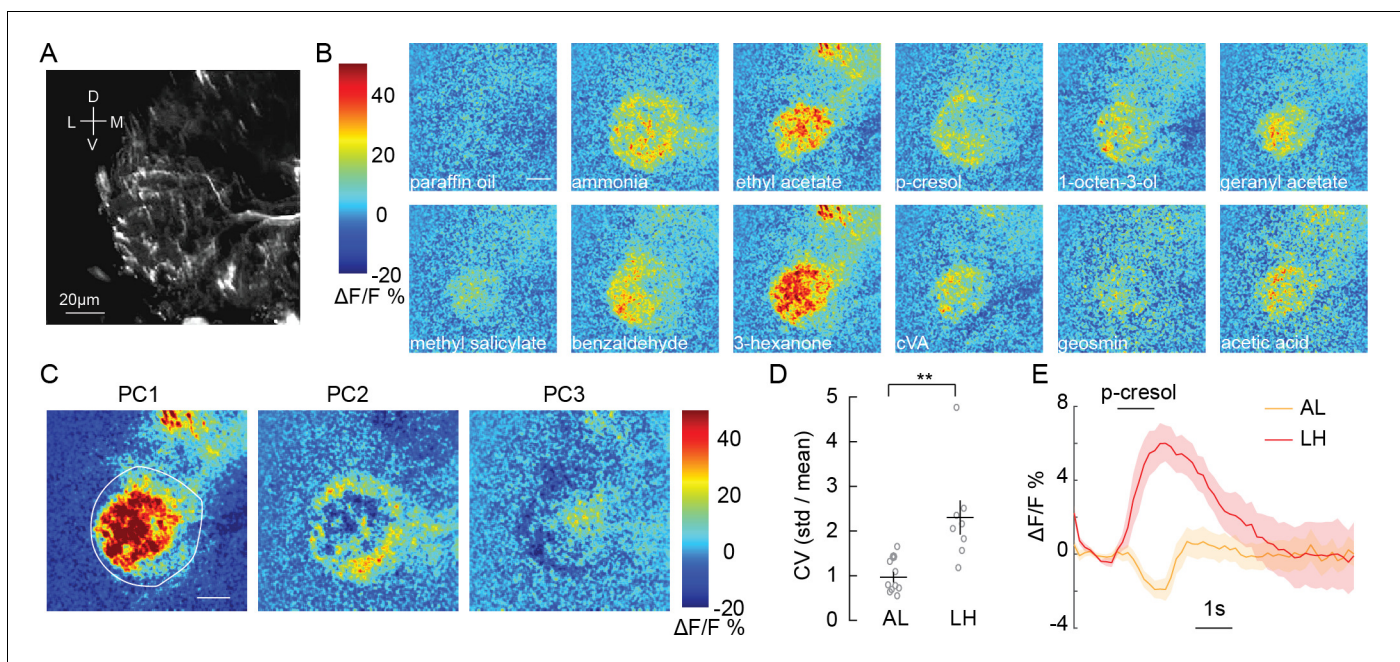 A
D
L M
V
20µm
B
40
20
0
-20
ΔF/F %
paraffin oil
ammonia
ethyl acetate
p-cresol
1-octen-3-ol
geranyl acetate
methyl salicylate
benzaldehyde
3-hexanone
cVA
geosmin
acetic acid
C
PC1
PC2
PC3
40
20
0
-20
ΔF/F %
D
**
5
4
3
2
1
0
CV (std / mean)
AL
LH
E
p-cresol
AL
LH
8
4
0
-4
ΔF/F %
1s